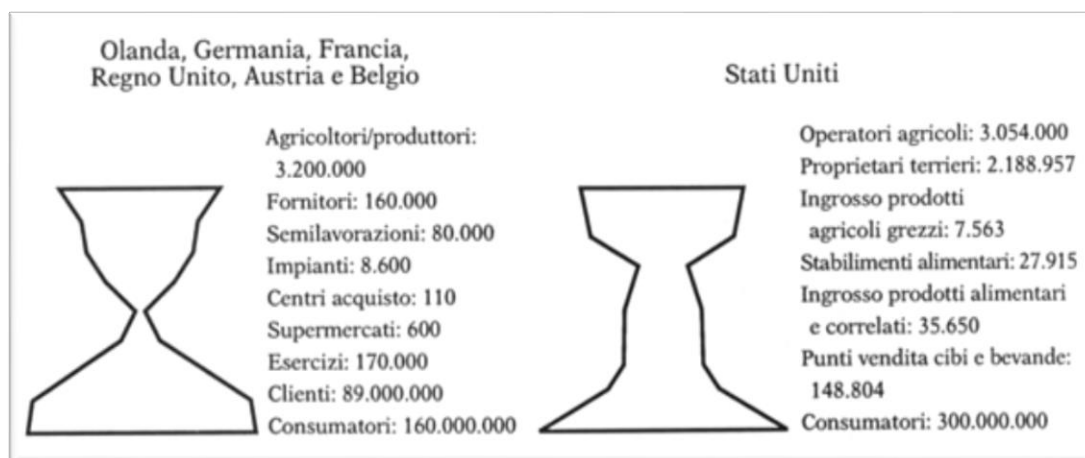 Olanda, Germania, Francia,
Regno Unito, Austria e Belgio
Agricoltori/produttori:
3.200.000
Fornitori: 160.000
Semilavorazioni: 80.000
Impianti: 8.600
Centri acquisto: 110
Supermercati: 600
Esercizi: 170.000
Clienti: 89.000.000
Consumatori: 160.000.000
Stati Uniti
Operatori agricoli: 3.054.000
Proprietari terrieri: 2.188.957
Ingrosso prodotti
agricoli grezzi: 7.563
Stabilimenti alimentari: 27.915
Ingrosso prodotti alimentari
e correlati: 35.650
Punti vendita cibi e bevande:
148.804
Consumatori: 300.000.000